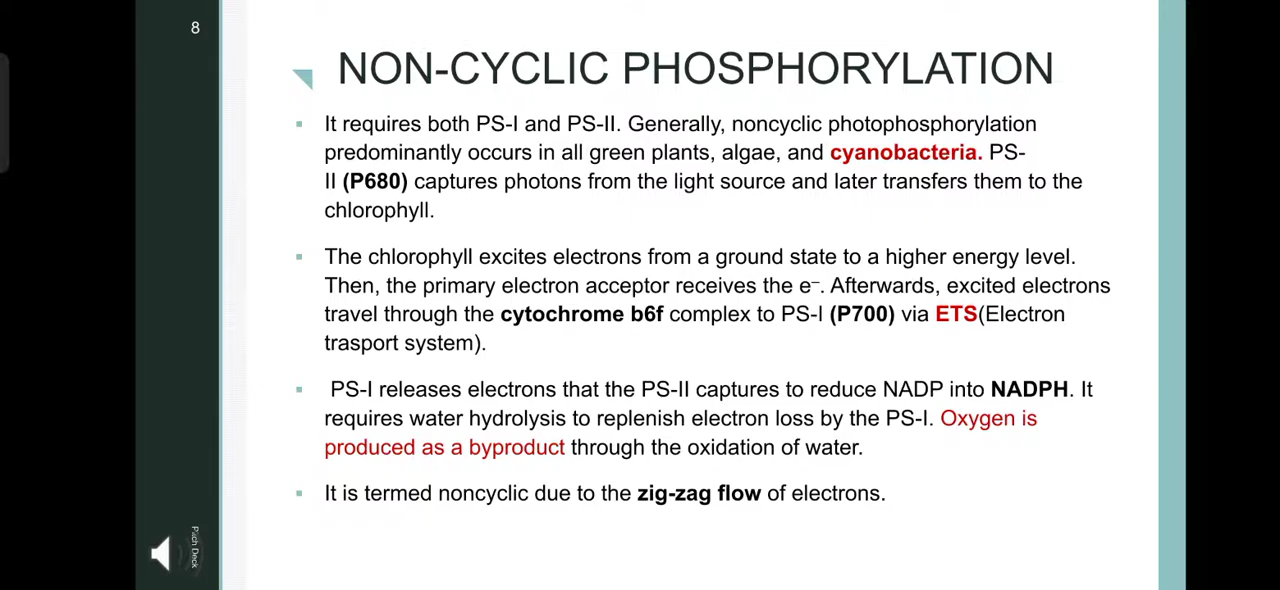 8
NON-CYCLIC PHOSPHORYLATION
▪ It requires both PS-I and PS-II. Generally, noncyclic photophosphorylation
predominantly occurs in all green plants, algae, and cyanobacteria. PS-
II (P680) captures photons from the light source and later transfers them to the
chlorophyll.
▪ The chlorophyll excites electrons from a ground state to a higher energy level.
Then, the primary electron acceptor receives the e⁻. Afterwards, excited electrons
travel through the cytochrome b6f complex to PS-I (P700) via ETS(Electron
trasport system).
▪ PS-I releases electrons that the PS-II captures to reduce NADP into NADPH. It
requires water hydrolysis to replenish electron loss by the PS-I. Oxygen is
produced as a byproduct through the oxidation of water.
▪ It is termed noncyclic due to the zig-zag flow of electrons.
Pitch Deck